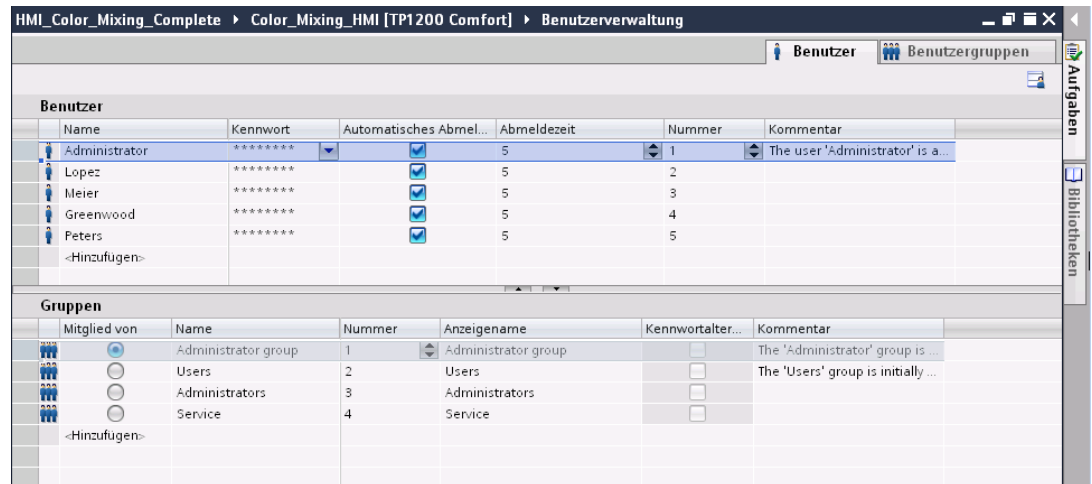 HMI_Color_Mixing_Complete ▸ Color_Mixing_HMI [TP1200 Comfort] ▸ Benutzerverwaltung
Benutzer Benutzergruppen
Benutzer
Name Kennwort Automatisches Abmel... Abmeldezeit Nummer Kommentar
Administrator ******** 5 1 The user 'Administrator' is a...
Lopez ******** 5 2
Meier ******** 5 3
Greenwood ******** 5 4
Peters ******** 5 5
<Hinzufügen>
Gruppen
Mitglied von Name Nummer Anzeigename Kennwortalter... Kommentar
Administrator group 1 Administrator group The 'Administrator' group is ...
Users 2 Users The 'Users' group is initially ...
Administrators 3 Administrators
Service 4 Service
<Hinzufügen>
Aufgaben
Bibliotheken